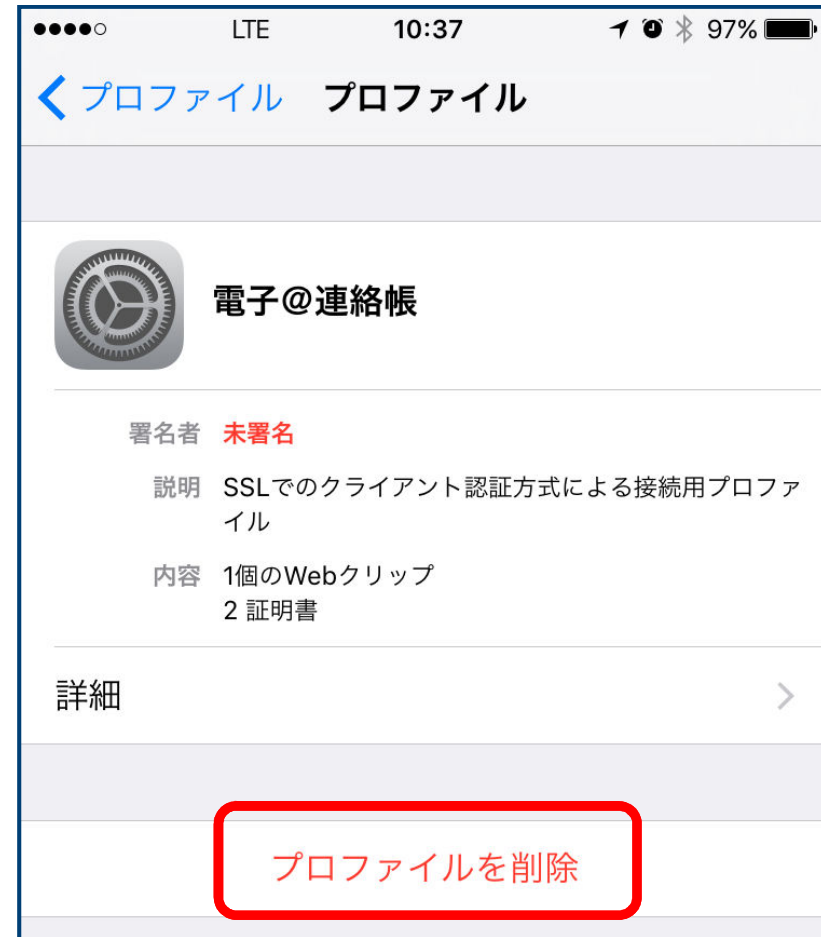 LTE 10:37 97%
プロファイル プロファイル
電子@連絡帳
署名者 未署名
説明 SSLでのクライアント認証方式による接続用プロファ
イル
内容 1個のWebクリップ
2 証明書
詳細
プロファイルを削除